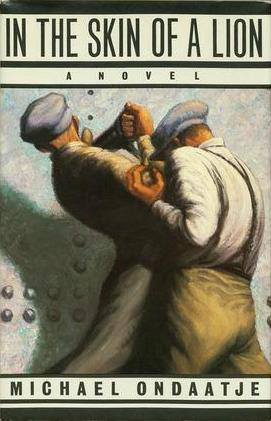 IN THE SKIN OF A LION
A NOVEL
MICHAEL ONDAATJE